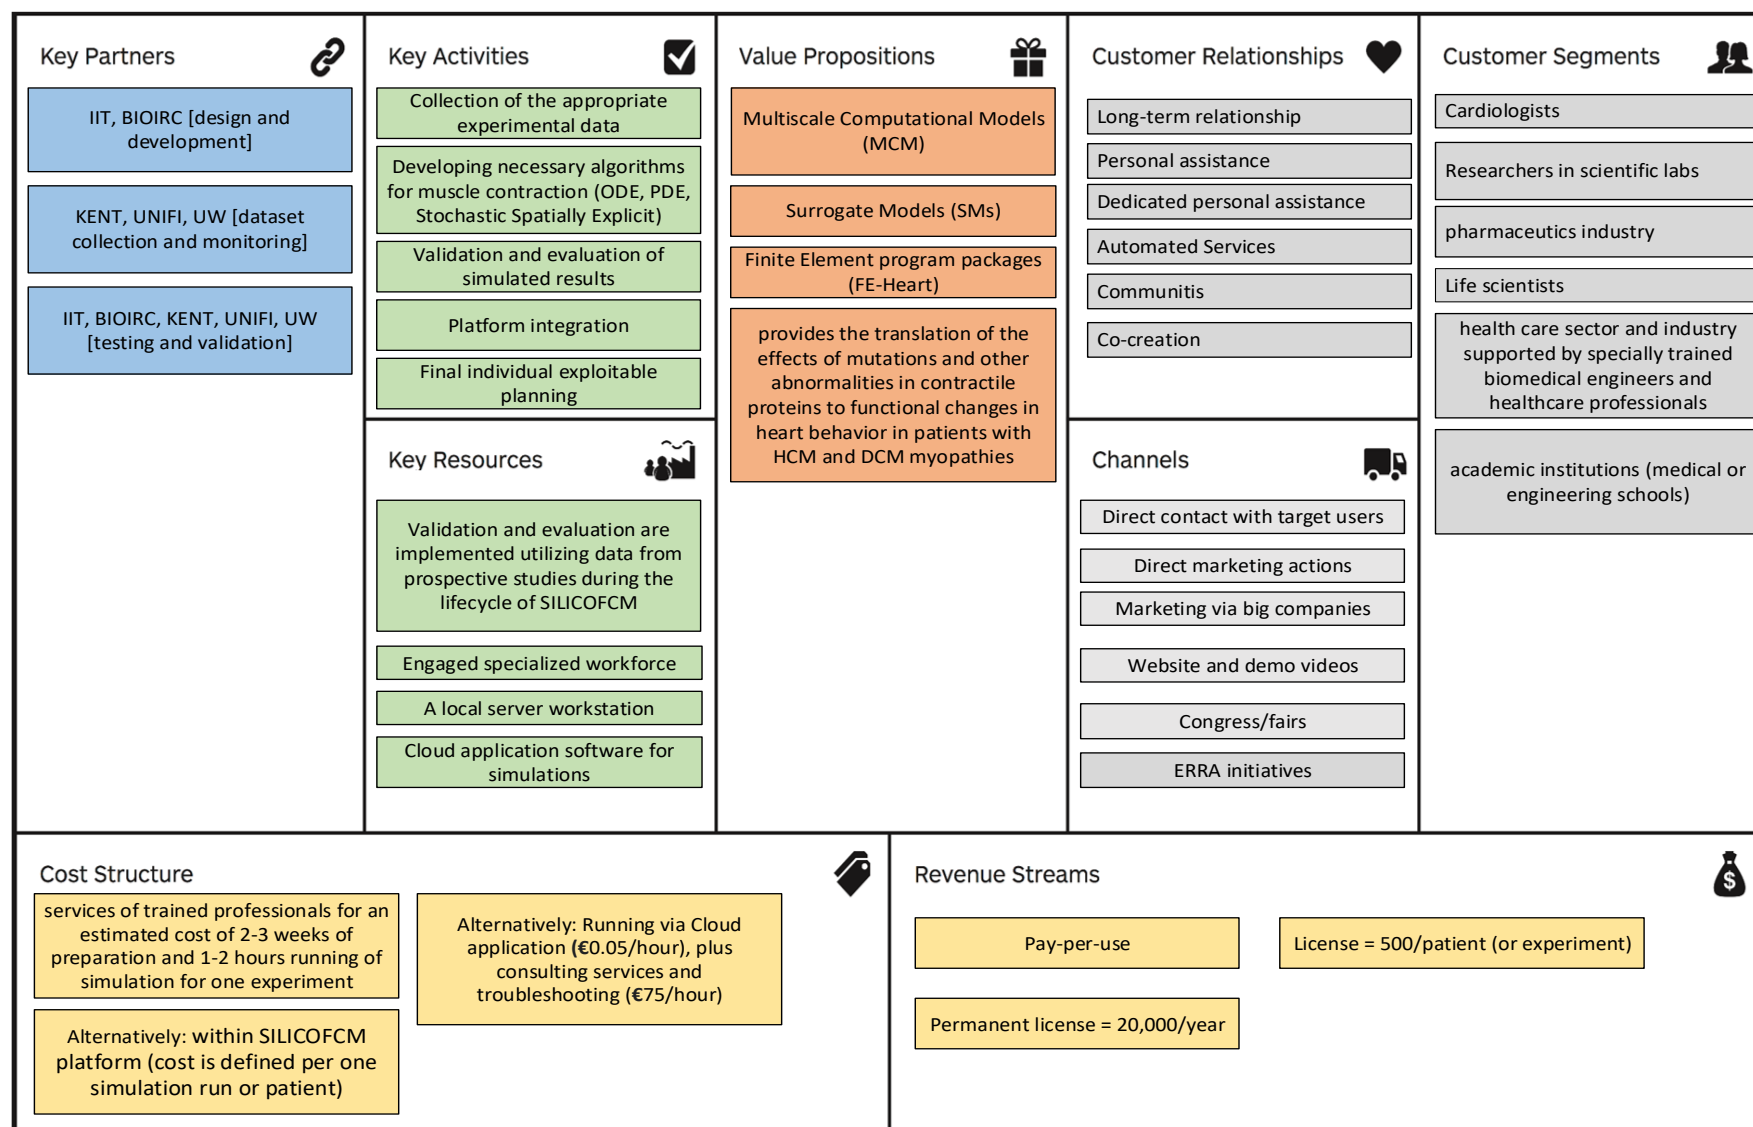 Key Partners
IIT, BIOIRC [design and
development]
KENT, UNIFI, UW [dataset
collection and monitoring]
IIT, BIOIRC, KENT, UNIFI, UW
[testing and validation]
Key Activities
Collection of the appropriate
experimental data
Developing necessary algorithms
for muscle contraction (ODE, PDE,
Stochastic Spatially Explicit)
Validation and evaluation of
simulated results
Platform integration
Final individual exploitable
planning
Key Resources
Validation and evaluation are
implemented utilizing data from
prospective studies during the
lifecycle of SILICOFCM
Engaged specialized workforce
A local server workstation
Cloud application software for
simulations
Value Propositions
Multiscale Computational Models
(MCM)
Surrogate Models (SMs)
Finite Element program packages
(FE-Heart)
provides the translation of the
effects of mutations and other
abnormalities in contractile
proteins to functional changes in
heart behavior in patients with
HCM and DCM myopathies
Customer Relationships
Long-term relationship
Personal assistance
Dedicated personal assistance
Automated Services
Communitis
Co-creation
Channels
Direct contact with target users
Direct marketing actions
Marketing via big companies
Website and demo videos
Congress/fairs
ERRA initiatives
Customer Segments
Cardiologists
Researchers in scientific labs
pharmaceutics industry
Life scientists
health care sector and industry
supported by specially trained
biomedical engineers and
healthcare professionals
academic institutions (medical or
engineering schools)
Cost Structure
services of trained professionals for an
estimated cost of 2-3 weeks of
preparation and 1-2 hours running of
simulation for one experiment
Alternatively: within SILICOFCM
platform (cost is defined per one
simulation run or patient)
Alternatively: Running via Cloud
application (€0.05/hour), plus
consulting services and
troubleshooting (€75/hour)
Revenue Streams
$
Pay-per-use
License = 500/patient (or experiment)
Permanent license = 20,000/year